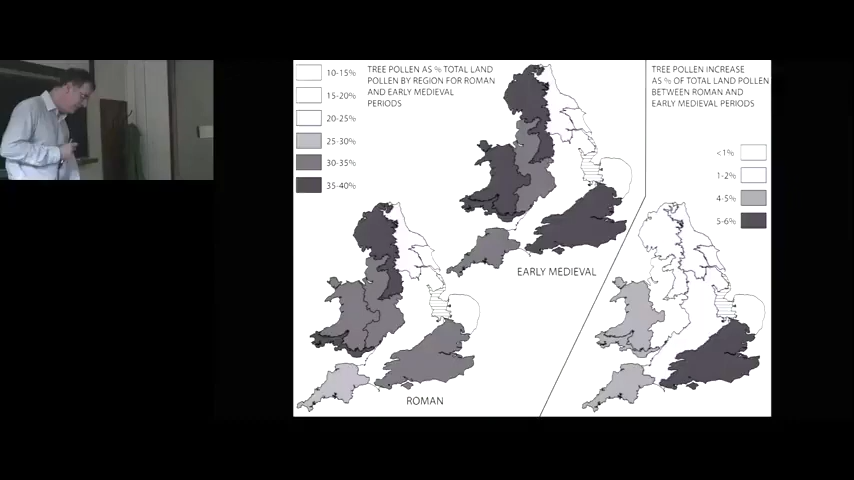 10-15%
15-20%
20-25%
25-30%
30-35%
35-40%
TREE POLLEN AS % TOTAL LAND
POLLEN BY REGION FOR ROMAN
AND EARLY MEDIEVAL
PERIODS
TREE POLLEN INCREASE
AS % OF TOTAL LAND POLLEN
BETWEEN ROMAN AND
EARLY MEDIEVAL PERIODS
<1%
1-2%
4-5%
5-6%
EARLY MEDIEVAL
ROMAN